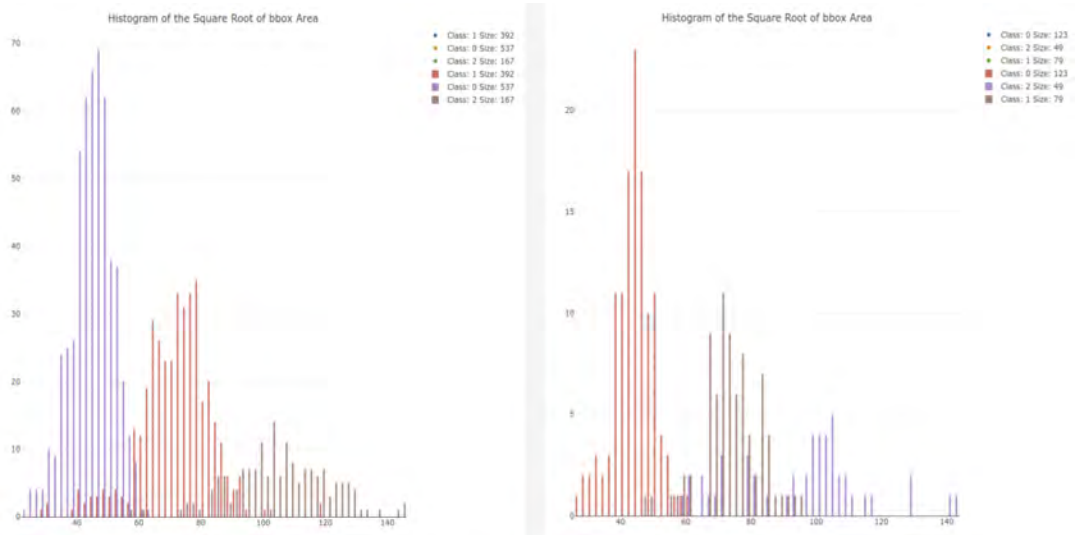 Histogram of the Square Root of bbox Area
70
60
50
40
30
20
10
0
40 60 80 100 120 140
Class: 1 Size: 392
Class: 0 Size: 537
Class: 2 Size: 167
Class: 1 Size: 392
Class: 0 Size: 537
Class: 2 Size: 167
Histogram of the Square Root of bbox Area
20
15
10
5
0
40 60 80 100 120 140
Class: 0 Size: 123
Class: 2 Size: 49
Class: 1 Size: 79
Class: 0 Size: 123
Class: 2 Size: 49
Class: 1 Size: 79